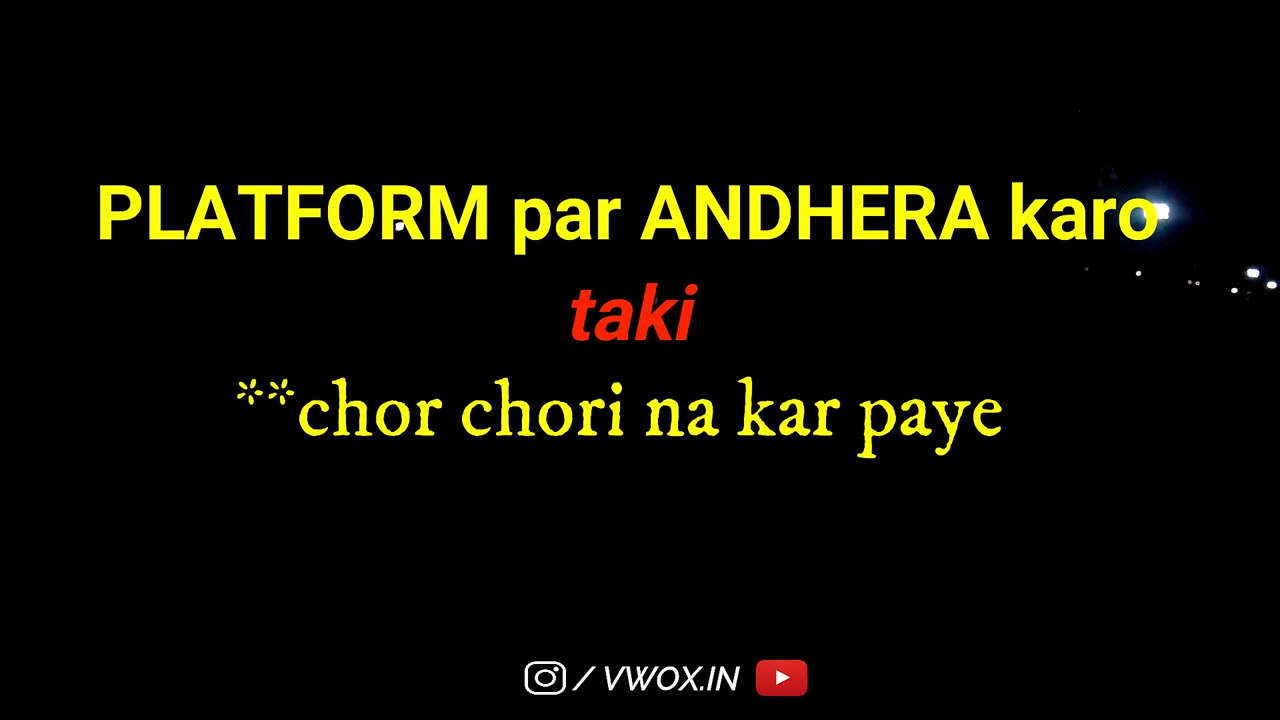 PLATFORM par ANDHERA karo
taki
**chor chori na kar paye
/ VWOX.IN